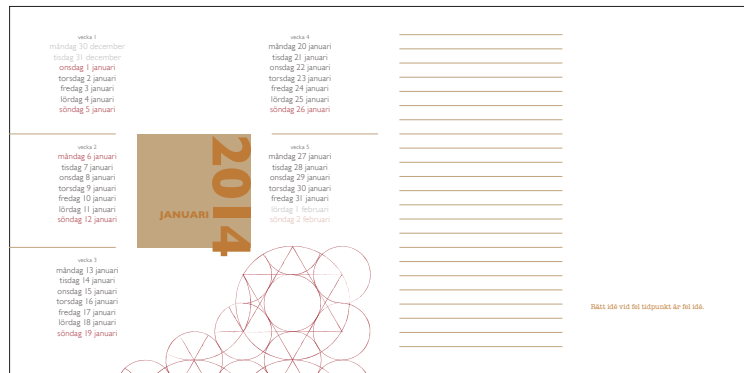 vecka 1
måndag 30 december
tisdag 31 december
onsdag 1 januari
torsdag 2 januari
fredag 3 januari
lördag 4 januari
söndag 5 januari
vecka 2
måndag 6 januari
tisdag 7 januari
onsdag 8 januari
torsdag 9 januari
fredag 10 januari
lördag 11 januari
söndag 12 januari
vecka 3
måndag 13 januari
tisdag 14 januari
onsdag 15 januari
torsdag 16 januari
fredag 17 januari
lördag 18 januari
söndag 19 januari
JANUARI
2014
vecka 4
måndag 20 januari
tisdag 21 januari
onsdag 22 januari
torsdag 23 januari
fredag 24 januari
lördag 25 januari
söndag 26 januari
vecka 5
måndag 27 januari
tisdag 28 januari
onsdag 29 januari
torsdag 30 januari
fredag 31 januari
lördag 1 februari
söndag 2 februari
Rätt idé vid fel tidpunkt är fel idé.